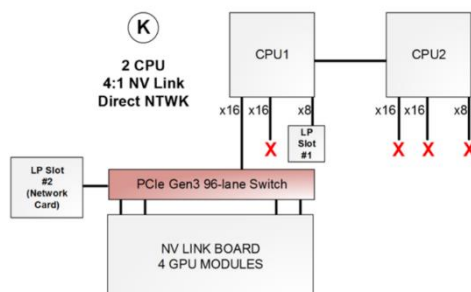 K
2 CPU
4:1 NV Link
Direct NTWK
CPU1
CPU2
x16 x16 x8
x16 x16 x8
X
LP
Slot
#1
X X X
LP Slot
#2
(Network
Card)
PCIe Gen3 96-lane Switch
NV LINK BOARD
4 GPU MODULES